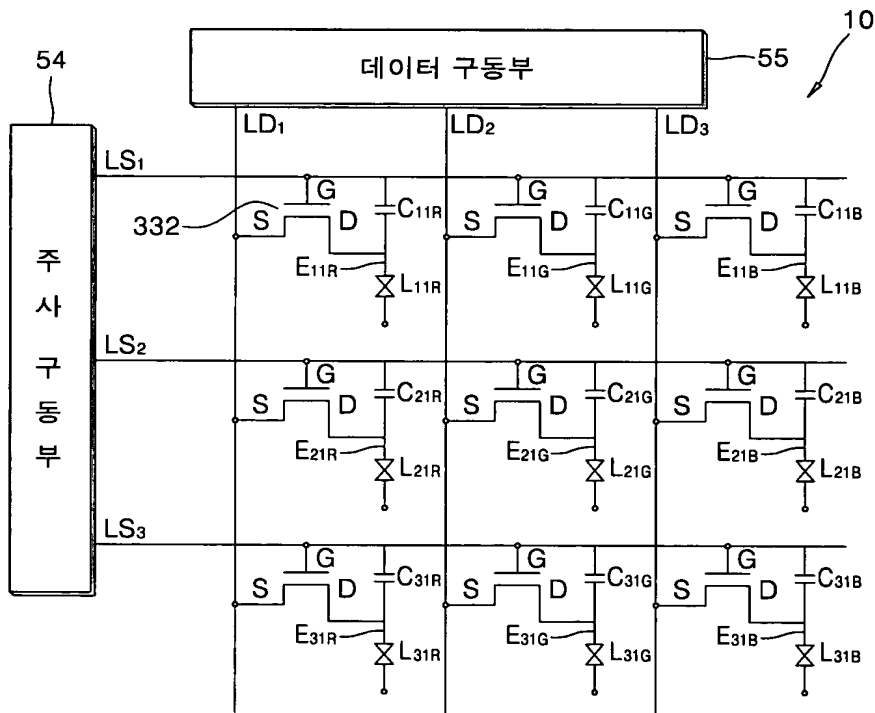 10
54
55
데이터 구동부
주사구동부
LD1 LD2 LD3
LS1
G G G
332
S D C11R S D C11G S D C11B
E11R E11G E11B
L11R L11G L11B
LS2
G G G
S D C21R S D C21G S D C21B
E21R E21G E21B
L21R L21G L21B
LS3
G G G
S D C31R S D C31G S D C31B
E31R E31G E31B
L31R L31G L31B